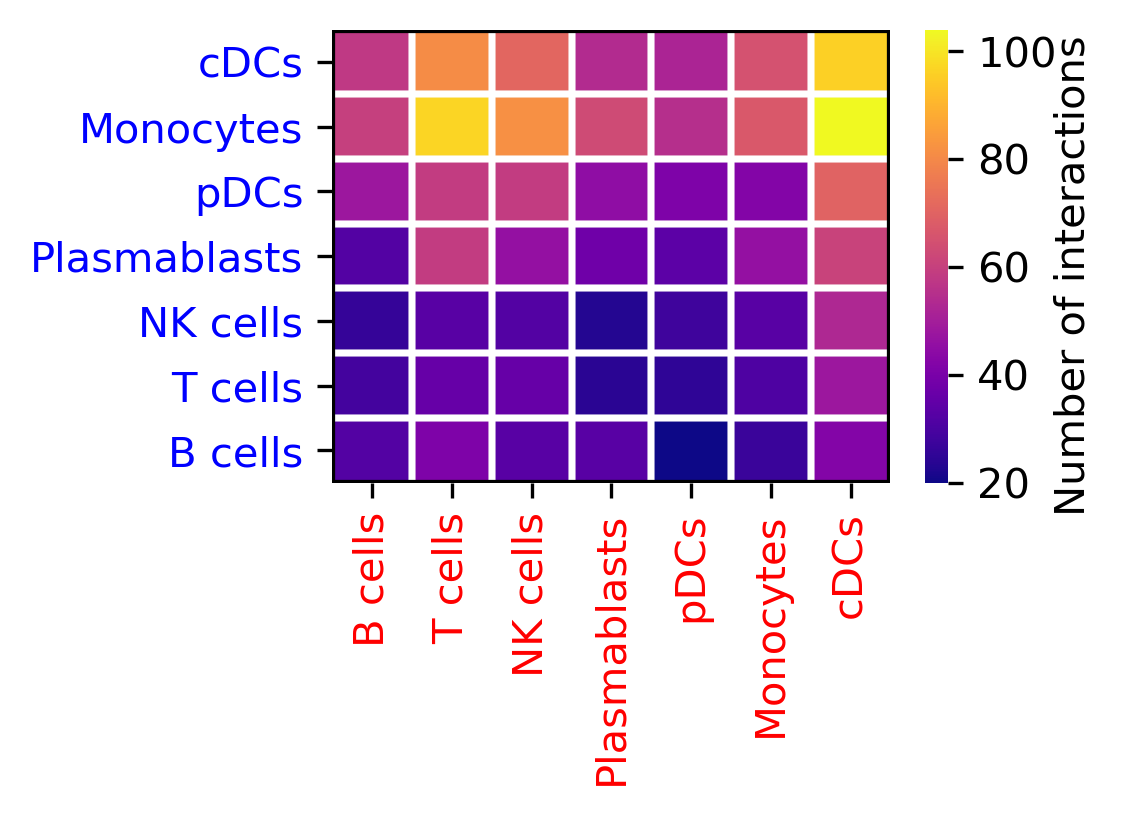 cDCs
Monocytes
pDCs
Plasmablasts
NK cells
T cells
B cells
B cells
T cells
NK cells
Plasmablasts
pDCs
Monocytes
cDCs
100
80
60
40
20
Number of interactions